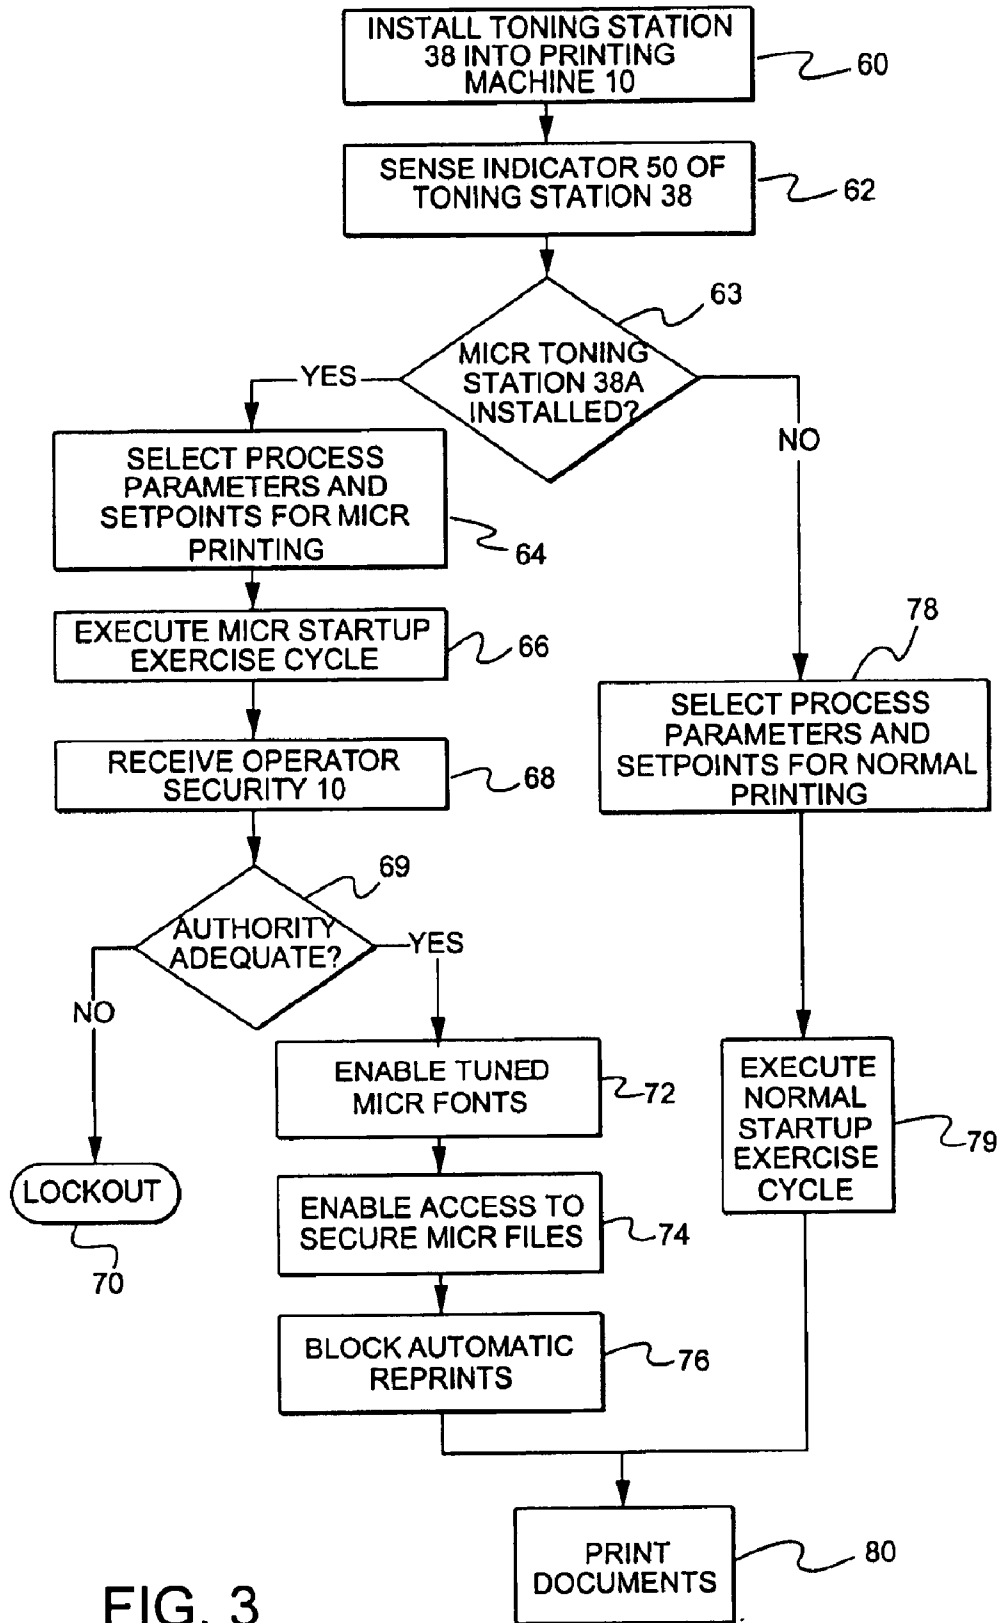 INSTALL TONING STATION
38 INTO PRINTING
MACHINE 10
60
SENSE INDICATOR 50 OF
TONING STATION 38
62
63
MICR TONING
STATION 38A
INSTALLED?
YES
NO
SELECT PROCESS
PARAMETERS AND
SETPOINTS FOR MICR
PRINTING
64
EXECUTE MICR STARTUP
EXERCISE CYCLE
66
78
SELECT PROCESS
PARAMETERS AND
SETPOINTS FOR NORMAL
PRINTING
RECEIVE OPERATOR
SECURITY 10
68
69
AUTHORITY
ADEQUATE?
YES
NO
LOCKOUT
70
ENABLE TUNED
MICR FONTS
72
EXECUTE
NORMAL
STARTUP
EXERCISE
CYCLE
79
ENABLE ACCESS TO
SECURE MICR FILES
74
BLOCK AUTOMATIC
REPRINTS
76
PRINT
DOCUMENTS
80
FIG. 3